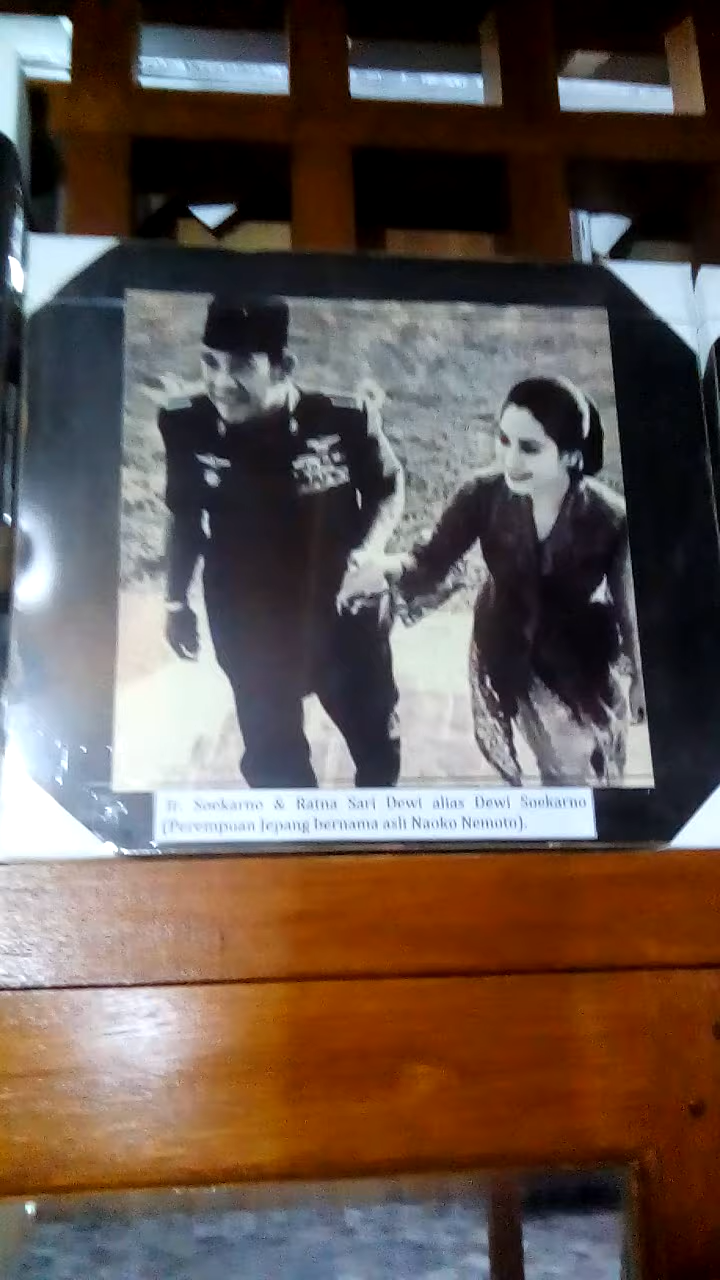 Ir. Soekarno & Ratna Sari Dewi alias Dewi Soekarno
(Perempuan Jepang bernama asli Naoko Nemoto).